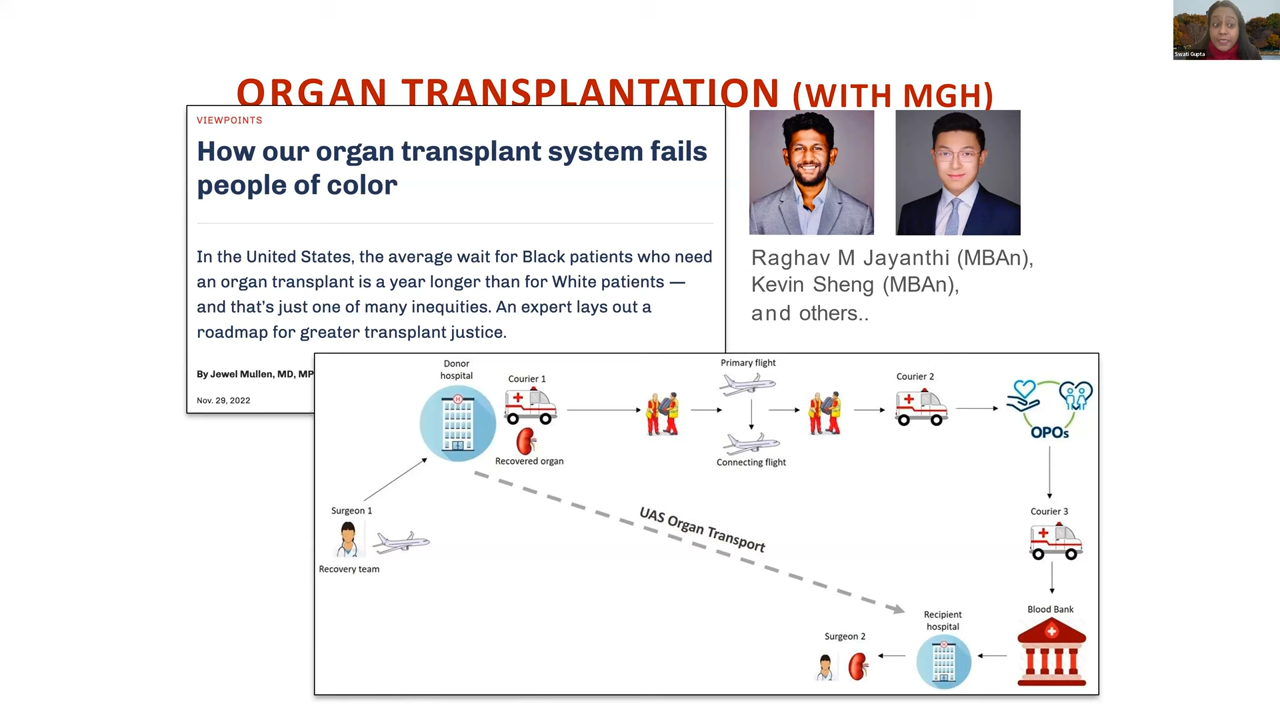 Swati Gupta
ORGAN TRANSPLANTATION (WITH MGH)
VIEWPOINTS
How our organ transplant system fails
people of color
In the United States, the average wait for Black patients who need
an organ transplant is a year longer than for White patients —
and that's just one of many inequities. An expert lays out a
roadmap for greater transplant justice.
By Jewel Mullen, MD, MP
Nov. 29, 2022
Raghav M Jayanthi (MBAn),
Kevin Sheng (MBAn),
and others..
Donor
hospital
Courier 1
Recovered organ
Primary flight
Connecting flight
Courier 2
OPOs
Surgeon 1
Recovery team
UAS Organ Transport
Courier 3
Blood Bank
Recipient
hospital
Surgeon 2